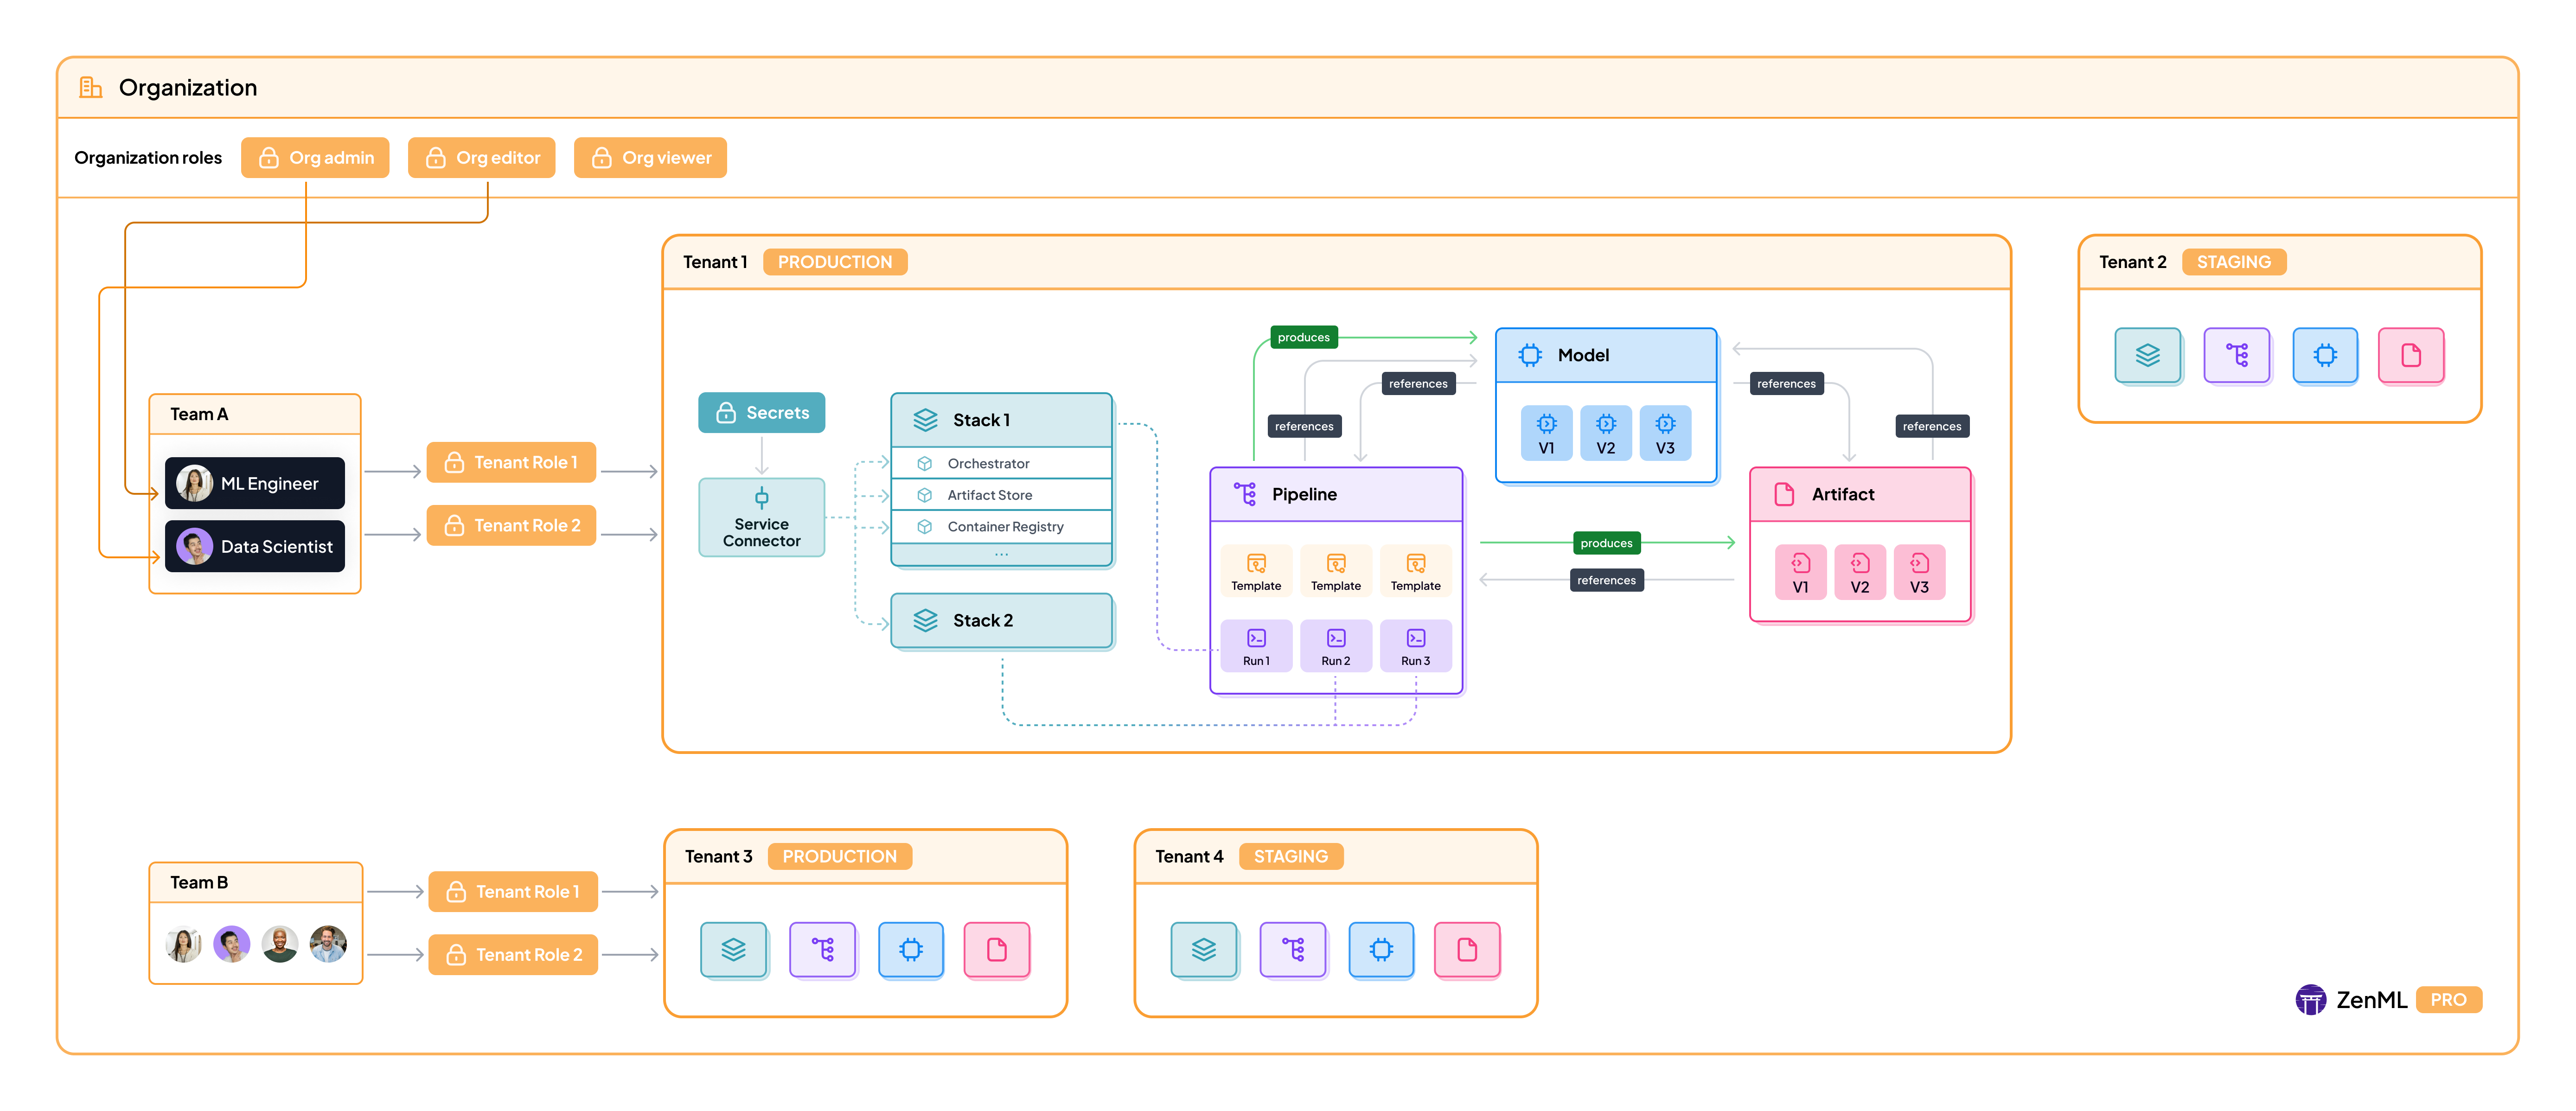 Organization
Organization roles
Org admin
Org editor
Org viewer
Tenant 1
PRODUCTION
Tenant 2
STAGING
Team A
ML Engineer
Data Scientist
Tenant Role 1
Tenant Role 2
Secrets
Service
Connector
Stack 1
Orchestrator
Artifact Store
Container Registry
...
Stack 2
produces
references
references
Model
V1
V2
V3
references
references
Pipeline
Template
Template
Template
Run 1
Run 2
Run 3
produces
references
Artifact
V1
V2
V3
Team B
Tenant Role 1
Tenant Role 2
Tenant 3
PRODUCTION
Tenant 4
STAGING
ZenML
PRO